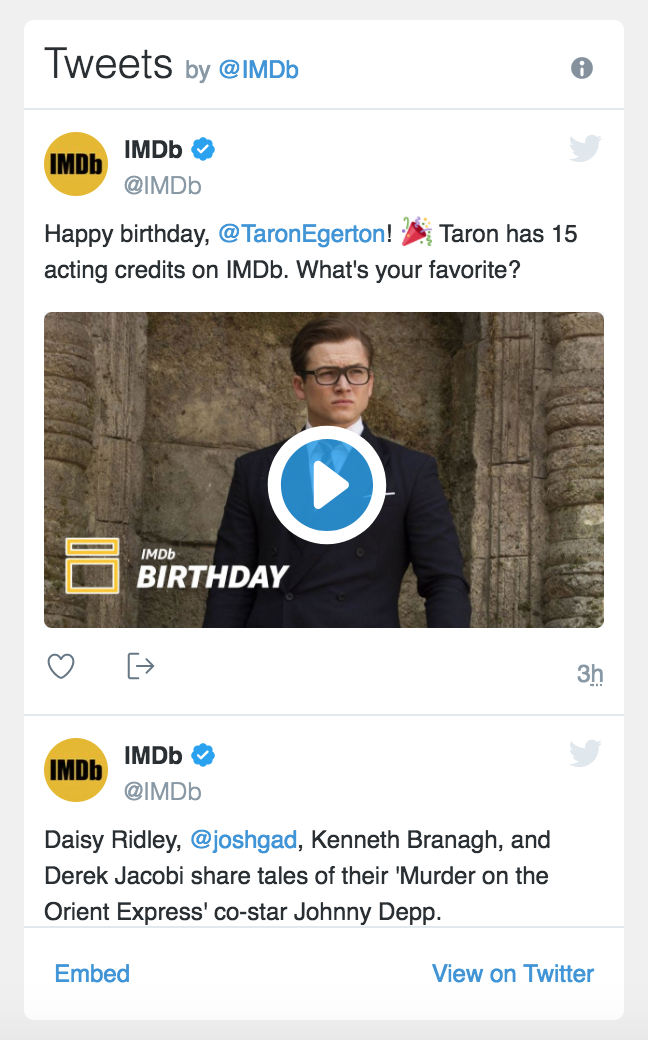 Tweets by @IMDb
IMDb
IMDb
@IMDb
Happy birthday, @TaronEgerton! 🎉 Taron has 15
acting credits on IMDb. What's your favorite?
IMDb
BIRTHDAY
3h
IMDb
IMDb
@IMDb
Daisy Ridley, @joshgad, Kenneth Branagh, and
Derek Jacobi share tales of their 'Murder on the
Orient Express' co-star Johnny Depp.
Embed
View on Twitter